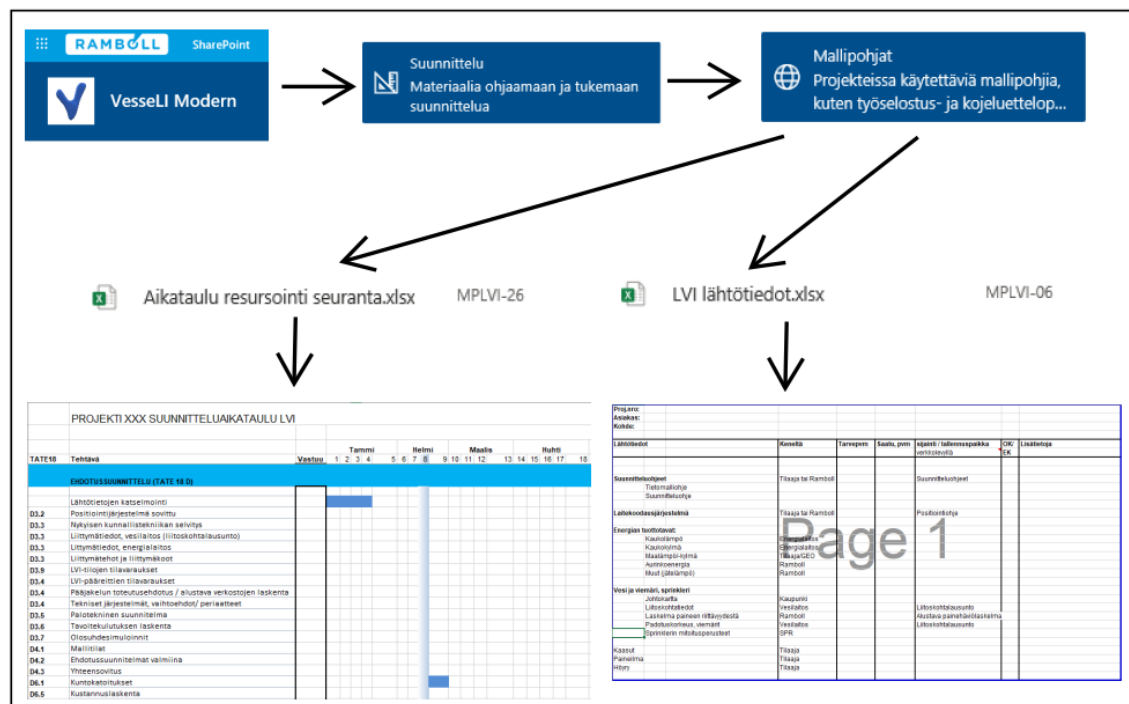 RAMBOLL SharePoint
VesseLI Modern
Suunnittelu
Materiaalia ohjaamaan ja tukemaan
suunnittelua
Mallipohjat
Projekteissa käytettäviä mallipohjia,
kuten työselostus- ja kojeluettelop...
Aikataulu resursointi seuranta.xlsx MPLVI-26
LVI lähtötiedot.xlsx MPLVI-06
PROJEKTI XXX SUUNNITTELUAIKATAULU LVI
Tammi Helmi Maalis Huhti
TATE18 Tehtävä Vastuu 1 2 3 4 5 6 7 8 9 10 11 12 13 14 15 16 17 18
EHDOTUSSUUNNITTELU (TATE 18 D)
Lähtötietojen katselmointi
D3.2 Positiointijärjestelmä sovittu
D3.3 Nykyisen kunnallistekniikan selvitys
D3.3 Liittymätiedot, vesilaitos (liitoskohtalausunto)
D3.3 Liittymätiedot, energialaitos
D3.3 Liittymätehot ja liittymäkoot
D3.9 LVI-tilojen tilavaraukset
D3.4 LVI-pääreittien tilavaraukset
D3.4 Pääjakelun toteutusehdotus / alustava verkostojen laskenta
D3.4 Tekniset järjestelmät, vaihtoehdot/ periaatteet
D3.5 Palotekninen suunnitelma
D3.6 Tavoitekulutuksen laskenta
D3.7 Olosuhdesimuloinnit
D4.1 Mallitilat
D4.2 Ehdotussuunnitelmat valmiina
D4.3 Yhteensovitus
D6.1 Kuntokatoitukset
D6.5 Kustannuslaskenta
Proj.nro:
Asiakas:
Kohde:
Lähtötiedot Keneltä Tarvepvm Saatu, pvm sijainti / tallennuspaikka OK/ Lisätietoja
verkkolevyllä EK
Suunnitteluohjeet Tilaaja tai Ramboll Suunnitteluohjeet
Tietomalliohje
Suunnitteluohje
Laitekoodausjärjestelmä Tilaaja tai Ramboll Positiointiohje
Page 1
Energian tuottotavat:
Kaukolämpö Energialaitos
Kaukokylmä Energialaitos
Maalämpö/-kylmä Tilaaja/GEO
Aurinkoenergia Ramboll
Muut (jätelämpö) Ramboll
Vesi ja viemäri, sprinkleri
Johtokartta Kaupunki
Liitoskohtatiedot Vesilaitos Liitoskohtalausunto
Laskelma paineen riittävyydestä Ramboll Alustava painehäviölaskelma
Padotuskorkeus, viemärit Vesilaitos Liitoskohtalausunto
Sprinklerin mitoitusperusteet SPR
Kaasut Tilaaja
Paineilma Tilaaja
Höyry Tilaaja